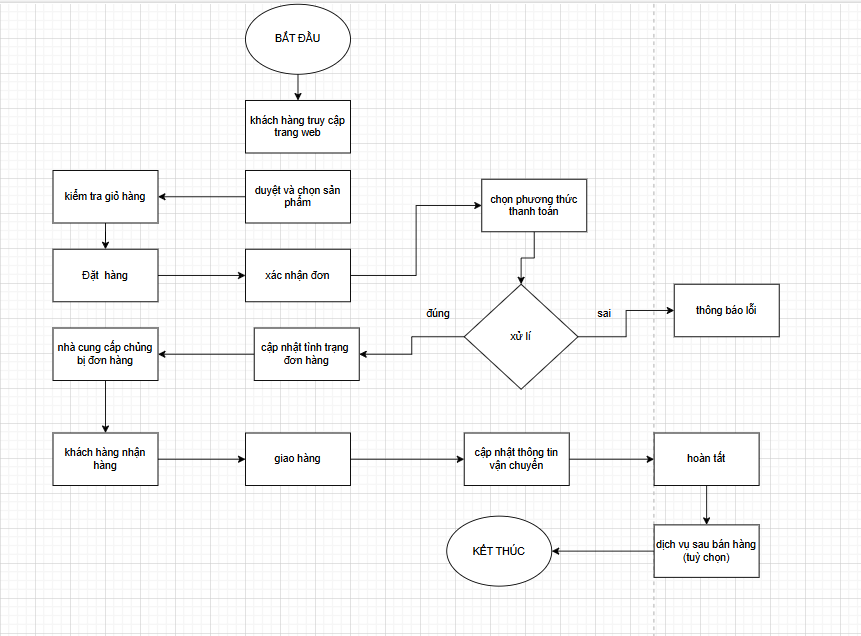 BẮT ĐẦU
khách hàng truy cập
trang web
kiểm tra giỏ hàng
duyệt và chọn sản
phẩm
chọn phương thức
thanh toán
Đặt hàng
xác nhận đơn
đúng
sai
thông báo lỗi
xử lí
nhà cung cấp chủng
bị đơn hàng
cập nhật tình trạng
đơn hàng
khách hàng nhận
hàng
giao hàng
cập nhật thông tin
vận chuyển
hoàn tất
KẾT THÚC
dịch vụ sau bán hàng
(tuỳ chọn)